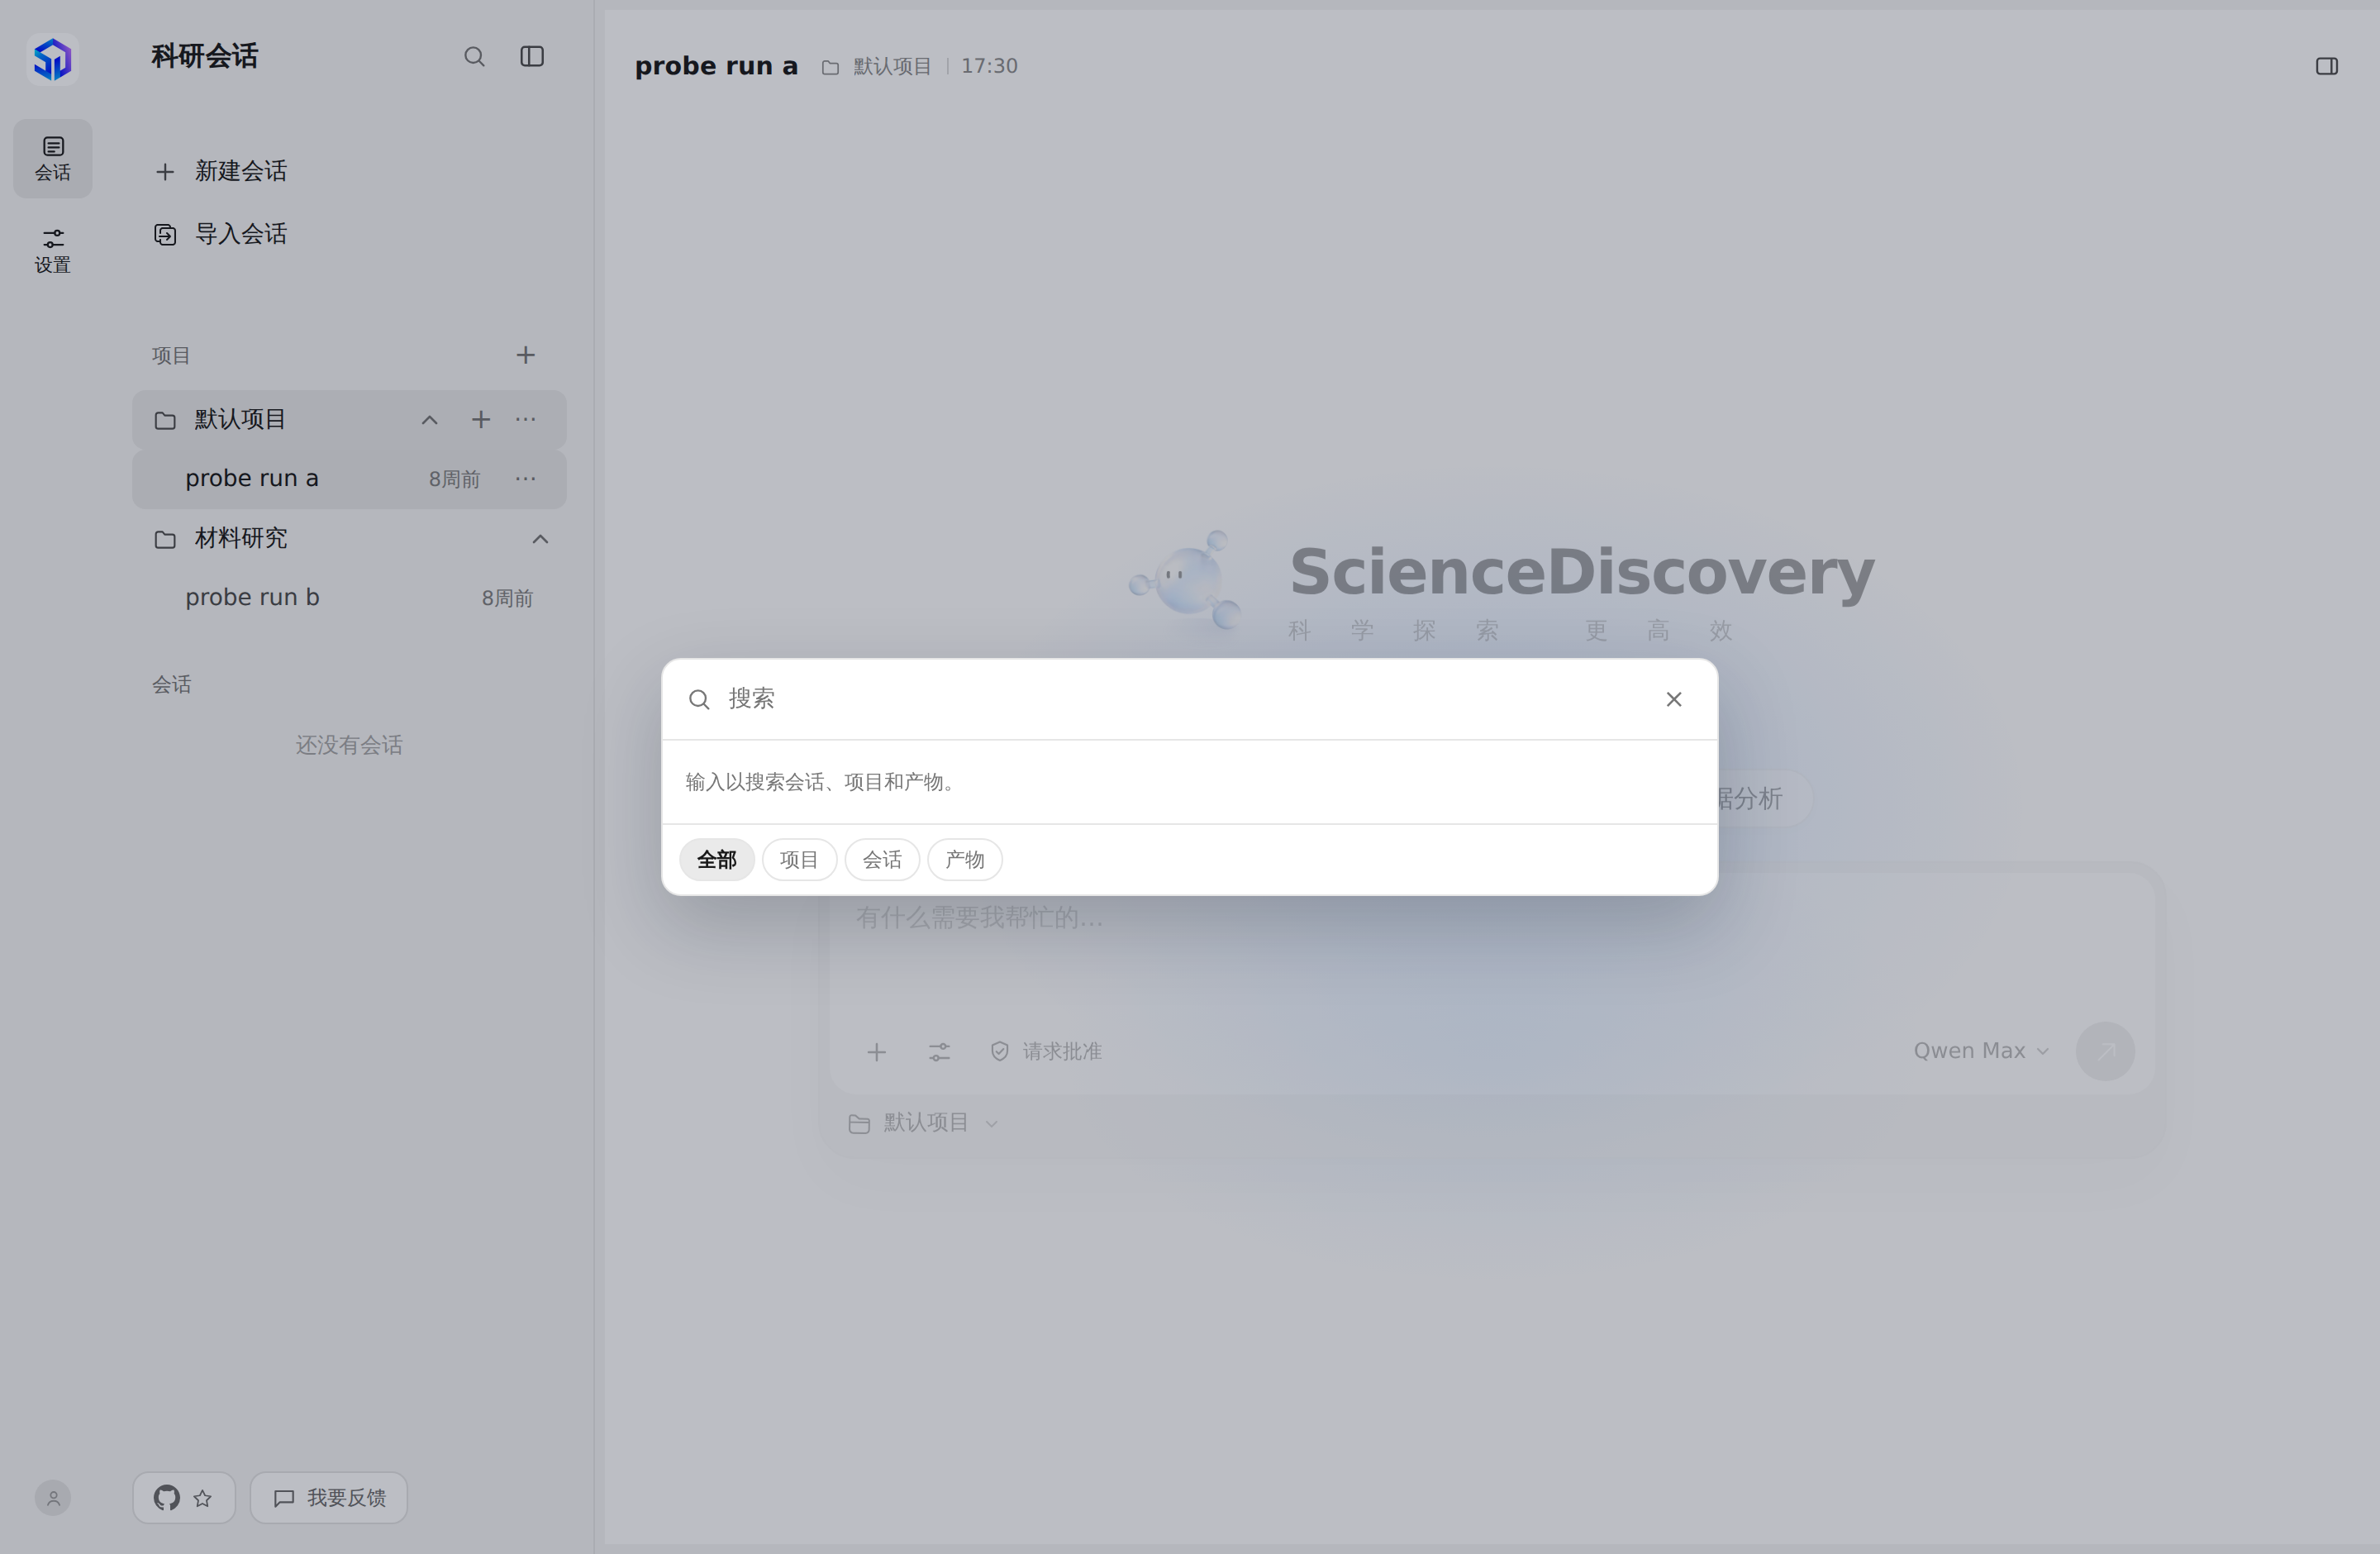 科研会话
会话
设置
新建会话
导入会话
项目
默认项目
probe run a 8周前
材料研究
probe run b 8周前
会话
还没有会话
我要反馈
probe run a 默认项目 17:30
ScienceDiscovery
科学探索 更高效
搜索
输入以搜索会话、项目和产物。
全部 项目 会话 产物
分析
有什么需要我帮忙的...
请求批准
Qwen Max
默认项目